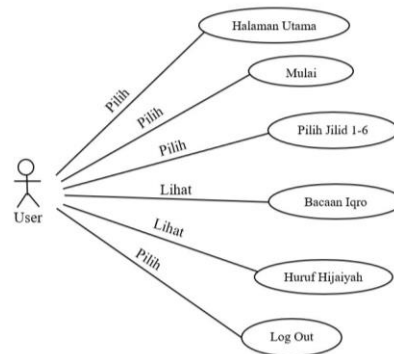 Halaman Utama
Pilih
Mulai
Pilih
Pilih Jilid 1-6
Pilih
Lihat
Bacaan Iqro
User
Lihat
Huruf Hijaiyah
Pilih
Log Out